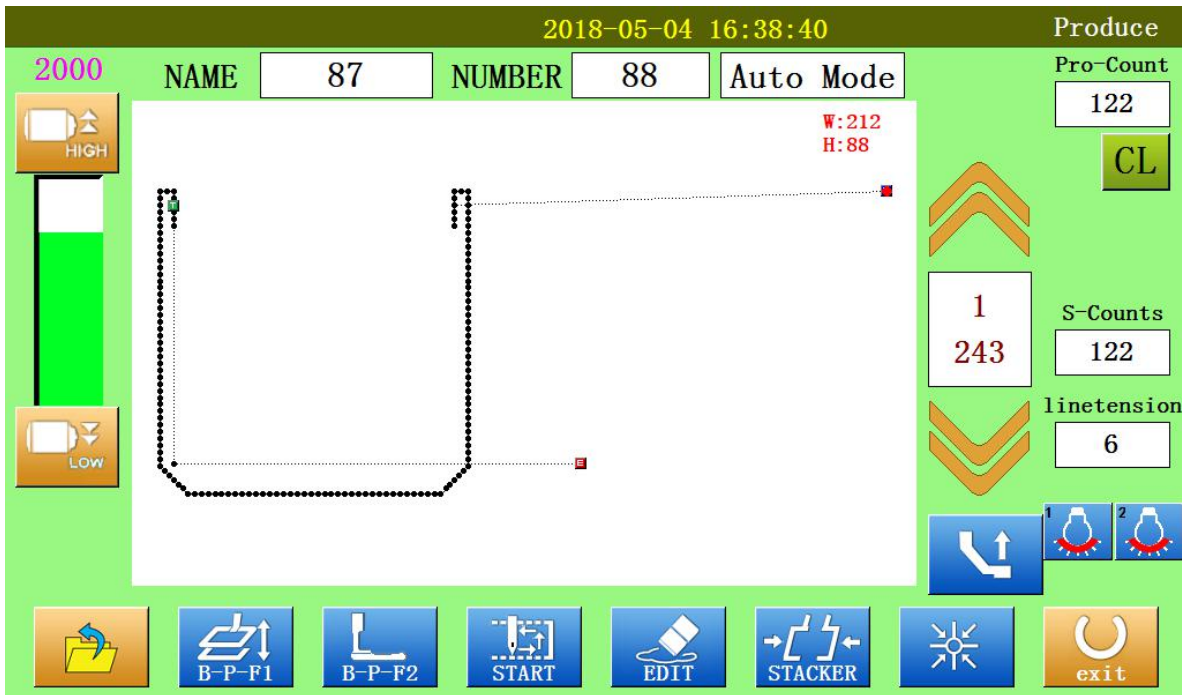 2018-05-04 16:38:40
Produce
2000
NAME
87
NUMBER
88
Auto Mode
Pro-Count
122
CL
HIGH
W:212
H:88
T
1
243
S-Counts
122
linetension
6
LOW
E
1
2
B-P-F1
B-P-F2
START
EDIT
STACKER
exit